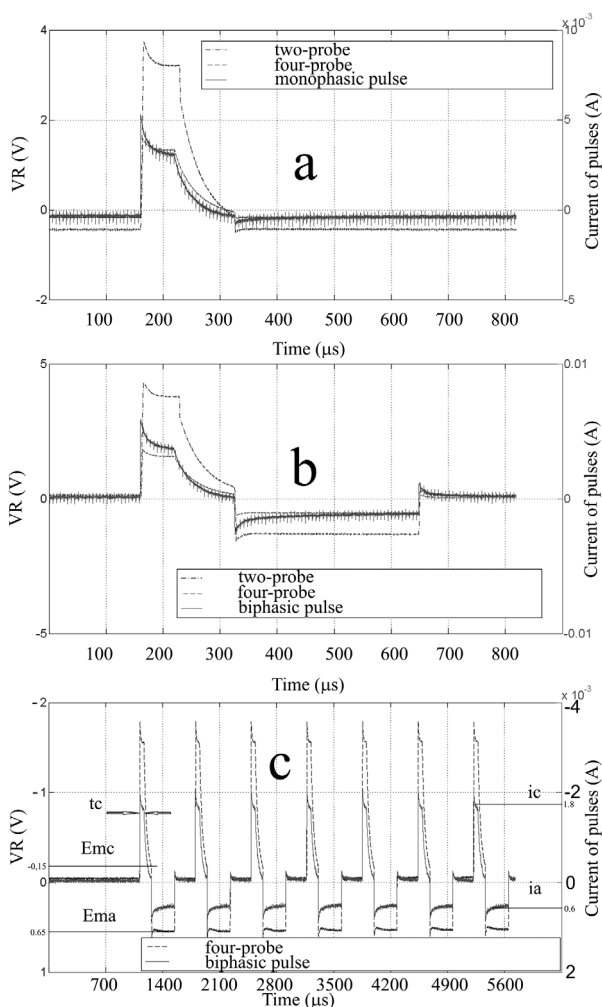 x 10⁻³
4
10
two-probe
four-probe
monophasic pulse
2
5
a
0
0
-2
-5
VR (V)
Current of pulses (A)
100 200 300 400 500 600 700 800
Time (μs)
5
0.01
b
0
0
two-probe
four-probe
biphasic pulse
-5
-0.01
VR (V)
Current of pulses (A)
100 200 300 400 500 600 700 800
Time (μs)
x 10⁻³
-2
-4
c
-1
-2
tc
ic
1.8
Emc
-0,15
0
0
ia
Ema
0.6
0.65
four-probe
biphasic pulse
1
2
VR (V)
Current of pulses (A)
700 1400 2100 2800 3500 4200 4900 5600
Time (μs)